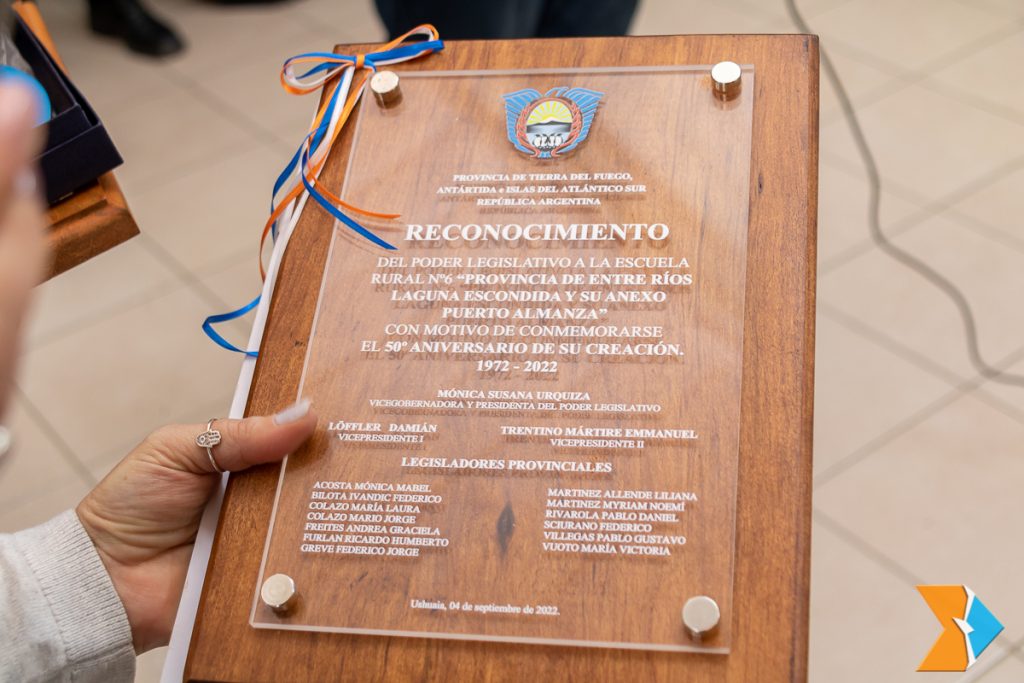 PROVINCIA DE TIERRA DEL FUEGO,
ANTÁRTIDA e ISLAS DEL ATLÁNTICO SUR
REPÚBLICA ARGENTINA
RECONOCIMIENTO
DEL PODER LEGISLATIVO A LA ESCUELA
RURAL Nº6 “PROVINCIA DE ENTRE RÍOS
LAGUNA ESCONDIDA Y SU ANEXO
PUERTO ALMANZA”
CON MOTIVO DE CONMEMORARSE
EL 50º ANIVERSARIO DE SU CREACIÓN.
1972 - 2022
MÓNICA SUSANA URQUIZA
VICEGOBERNADORA Y PRESIDENTA DEL PODER LEGISLATIVO
LÖFFLER DAMIÁN
VICEPRESIDENTE I
TRENTINO MÁRTIRE EMMANUEL
VICEPRESIDENTE II
LEGISLADORES PROVINCIALES
ACOSTA MÓNICA MABEL
BILOTA IVANDIC FEDERICO
COLAZO MARÍA LAURA
COLAZO MARIO JORGE
FREITES ANDREA GRACIELA
FURLAN RICARDO HUMBERTO
GREVE FEDERICO JORGE
MARTINEZ ALLENDE LILIANA
MARTINEZ MYRIAM NOEMÍ
RIVAROLA PABLO DANIEL
SCIURANO FEDERICO
VILLEGAS PABLO GUSTAVO
VUOTO MARÍA VICTORIA
Ushuaia, 04 de septiembre de 2022.